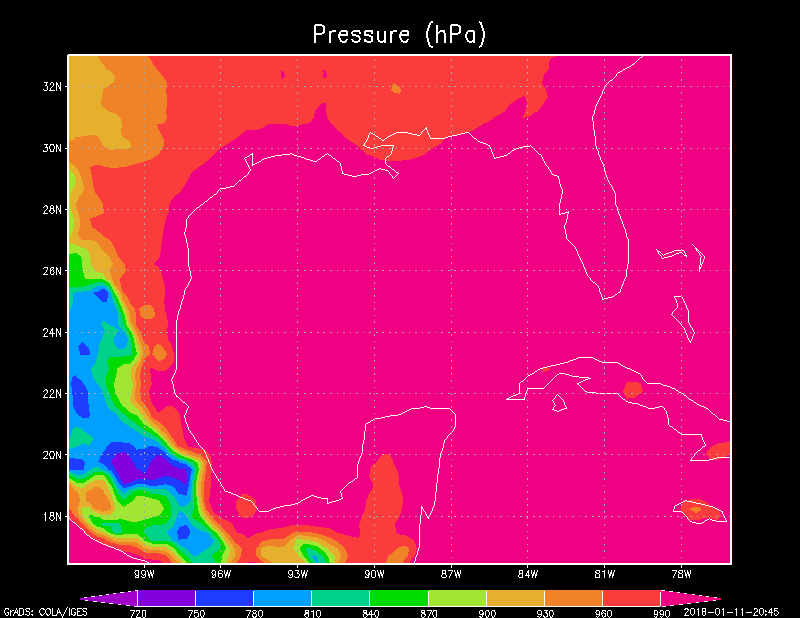 Pressure (hPa)
32N
30N
28N
26N
24N
22N
20N
18N
99W 96W 93W 90W 87W 84W 81W 78W
720 750 780 810 840 870 900 930 960 990
GrADS: COLA/IGES 2018-01-11-20:45